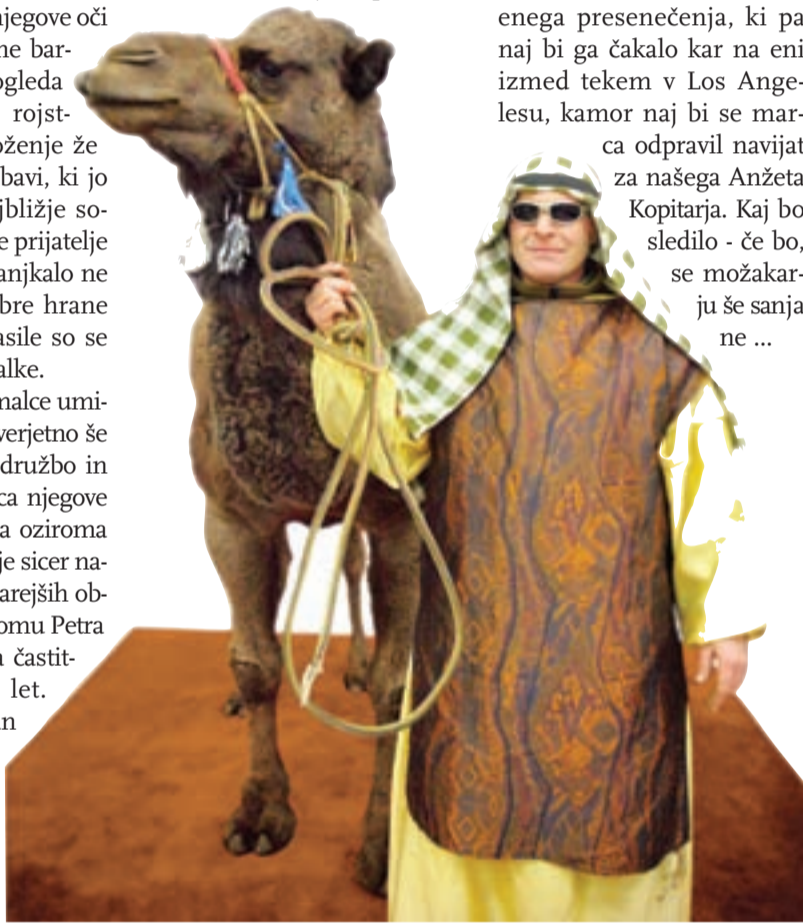 njegove oči
ne bar-
ogleda
rojst-
oženje že
bavi, ki jo
jbližje so-
e prijatelje
anjkalo ne
bre hrane
asile so se
alke.
malce umi-
verjetno še
družbo in
ca njegove
a oziroma
je sicer na-
arejših ob-
omu Petra
častit-
let.
n
enega presenečenja, ki pa
naj bi ga čakalo kar na eni
izmed tekem v Los Ange-
lesu, kamor naj bi se mar-
ca odpravil navijat
za našega Anžeta
Kopitarja. Kaj bo
sledilo - če bo,
se možakar-
ju še sanja
ne ...